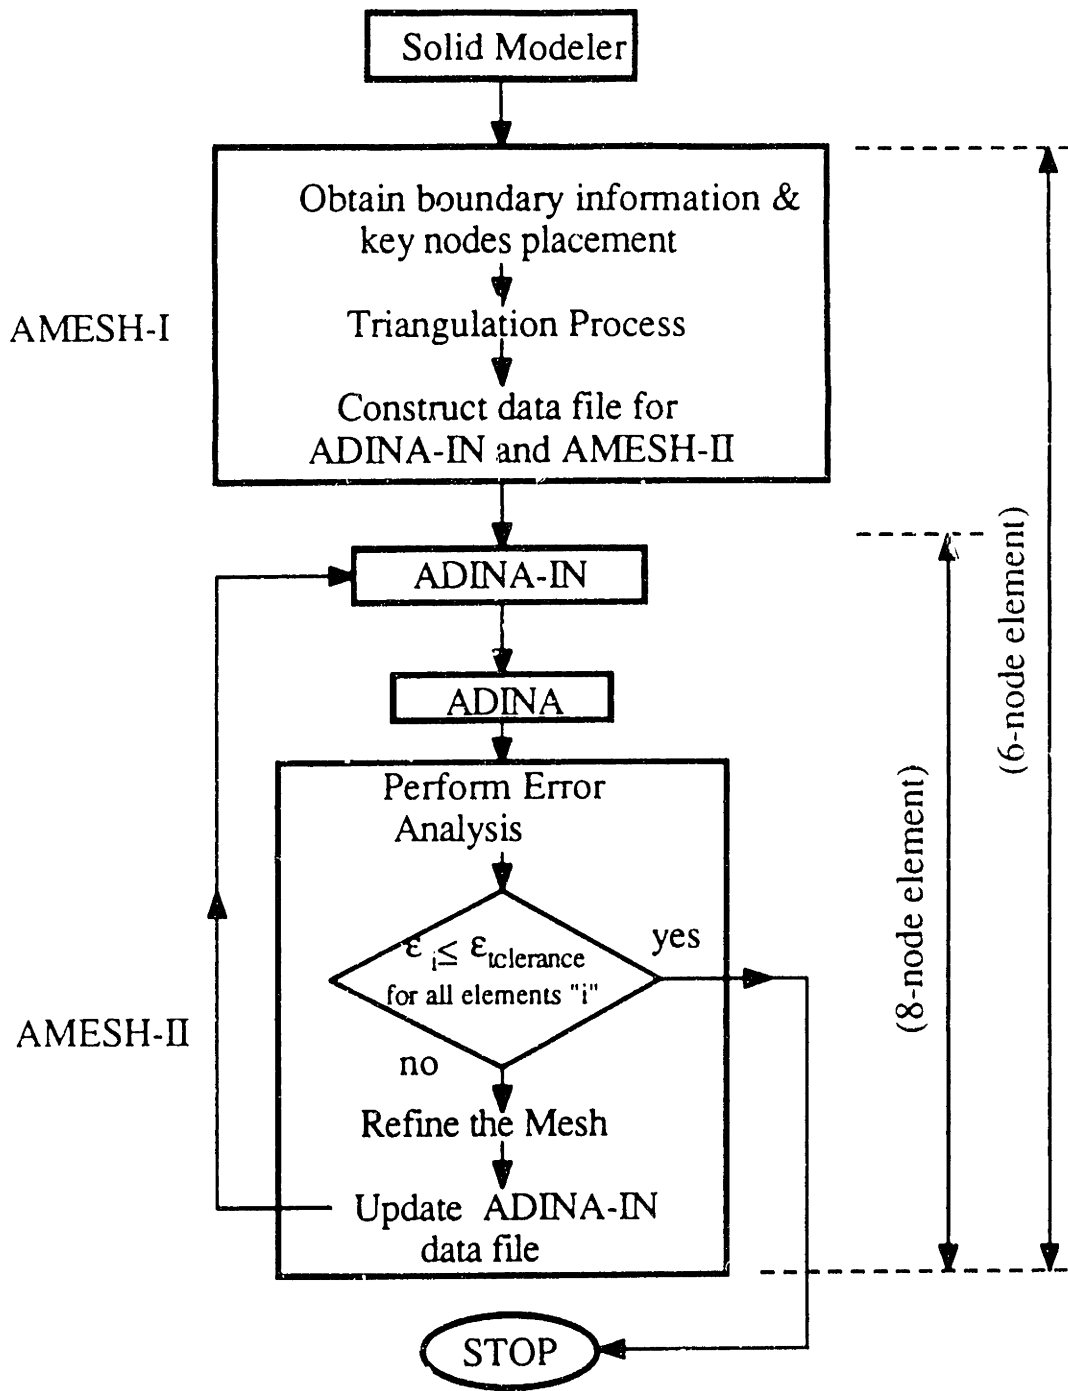 Solid Modeler
Obtain boundary information &
key nodes placement
AMESH-I
Triangulation Process
Construct data file for
ADINA-IN and AMESH-II
ADINA-IN
(6-node element)
ADINA
(8-node element)
Perform Error
Analysis
yes
ε i ≤ ε tolerance
for all elements "i"
AMESH-II
no
Refine the Mesh
Update ADINA-IN
data file
STOP